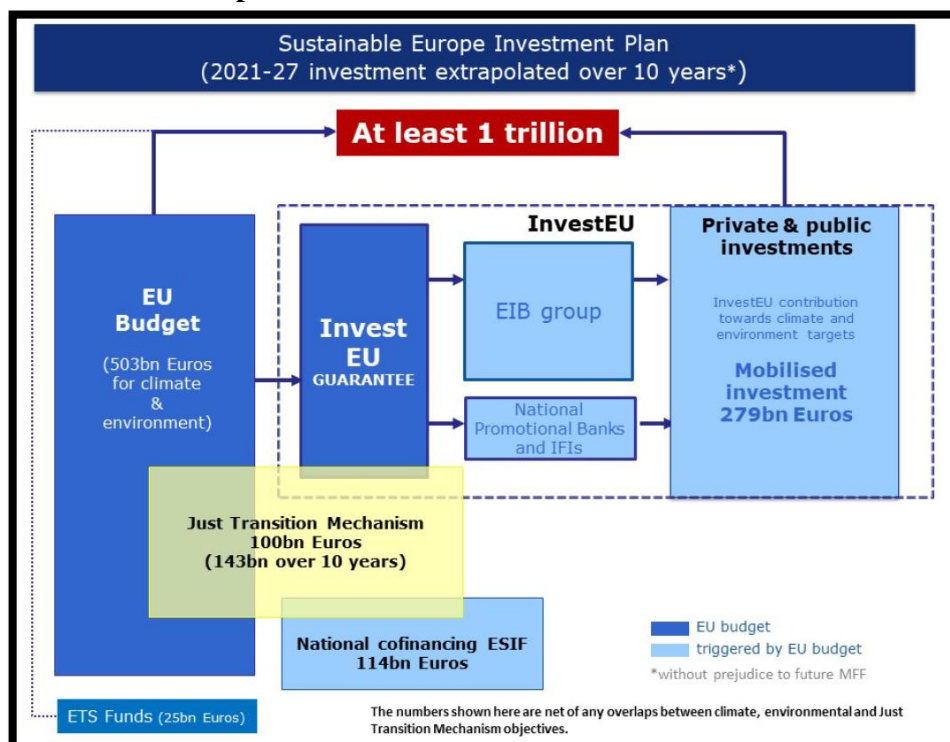 Sustainable Europe Investment Plan
(2021-27 investment extrapolated over 10 years*)
At least 1 trillion
EU
Budget
(503bn Euros
for climate
&
environment)
Invest
EU
GUARANTEE
InvestEU
EIB group
National
Promotional Banks
and IFIs
Private & public
investments
InvestEU contribution
towards climate and
environment targets
Mobilised
investment
279bn Euros
Just Transition Mechanism
100bn Euros
(143bn over 10 years)
National cofinancing ESIF
114bn Euros
EU budget
triggered by EU budget
*without prejudice to future MFF
ETS Funds (25bn Euros)
The numbers shown here are net of any overlaps between climate, environmental and Just
Transition Mechanism objectives.